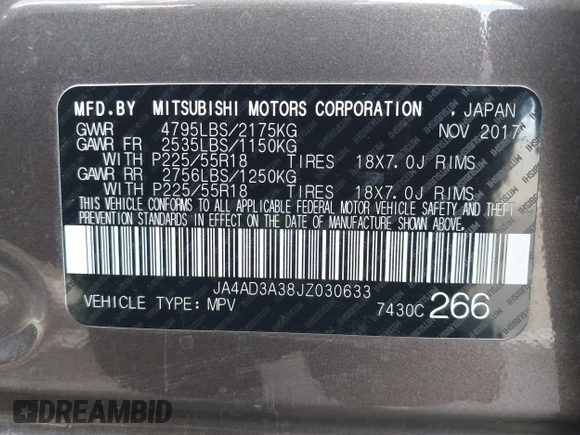 MFD.BY MITSUBISHI MOTORS CORPORATION , JAPAN
GVWR 4795LBS/2175KG NOV 2017
GAWR FR 2535LBS/1150KG
WITH P225/55R18 TIRES 18X7.0J RIMS
GAWR RR 2756LBS/1250KG
WITH P225/55R18 TIRES 18X7.0J RIMS
THIS VEHICLE CONFORMS TO ALL APPLICABLE FEDERAL MOTOR VEHICLE SAFETY AND THEFT
PREVENTION STANDARDS IN EFFECT ON THE DATE OF MANUFACTURE SHOWN ABOVE.
JA4AD3A38JZ030633
VEHICLE TYPE: MPV 7430C 266
DREAMBID